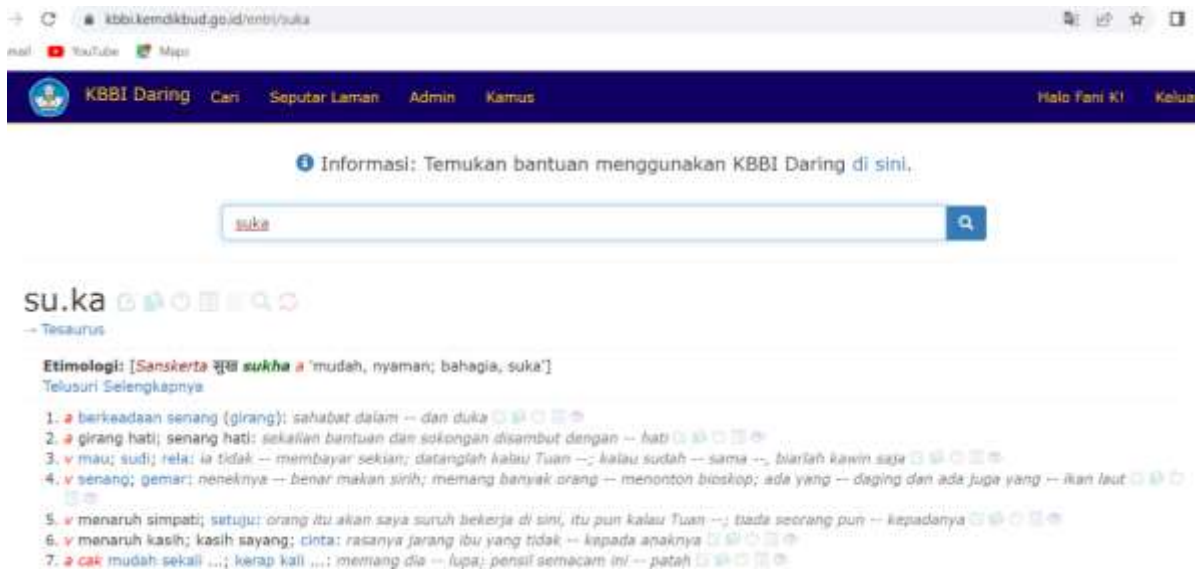 kbbi.kemdikbud.go.id/entri/suka
YouTube Maps
KBBI Daring Cari Seputar Laman Admin Kamus Halo Fani K! Kelua
Informasi: Temukan bantuan menggunakan KBBI Daring di sini.
suka
su.ka
→ Tesaurus
Etimologi: [Sanskerta सुख sukha a 'mudah, nyaman; bahagia, suka']
Telusuri Selengkapnya
1. a berkeadaan senang (girang): sahabat dalam -- dan duka
2. a girang hati; senang hati: sekalian bantuan dan sokongan disambut dengan -- hati
3. v mau; sudi; rela: ia tidak -- membayar sekian; datanglah kalau Tuan --; kalau sudah -- sama --, biarlah kawin saja
4. v senang; gemar: neneknya -- benar makan sirih; memang banyak orang -- menonton bioskop; ada yang -- daging dan ada juga yang -- ikan laut
5. v menaruh simpati; setuju: orang itu akan saya suruh bekerja di sini, itu pun kalau Tuan --; tiada seorang pun -- kepadanya
6. v menaruh kasih; kasih sayang; cinta: rasanya jarang ibu yang tidak -- kepada anaknya
7. a cak mudah sekali ...; kerap kali ...: memang dia -- lupa; pensil semacam ini -- patah